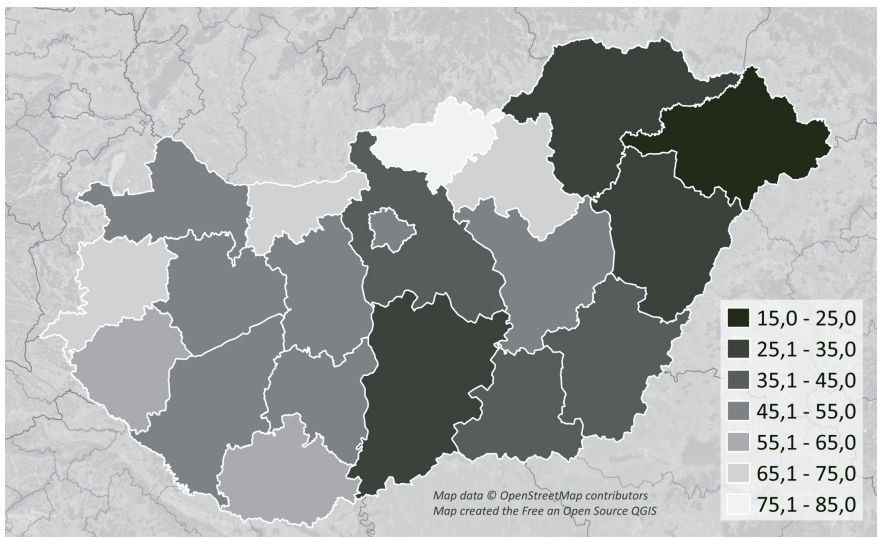 15,0 - 25,0
25,1 - 35,0
35,1 - 45,0
45,1 - 55,0
55,1 - 65,0
65,1 - 75,0
75,1 - 85,0
Map data © OpenStreetMap contributors
Map created the Free an Open Source QGIS